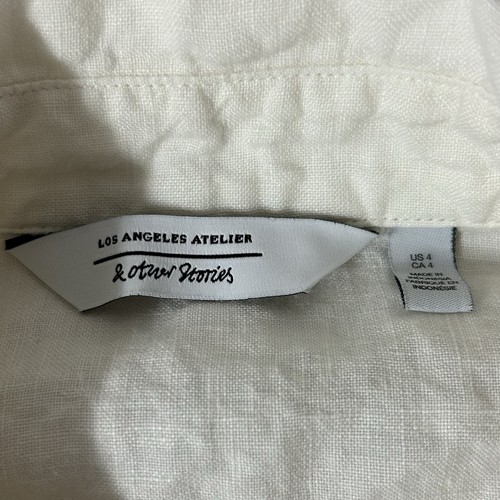 LOS ANGELES ATELIER
& other Stories
US 4
CA 4
MADE IN
INDONESIA
FABRIQUÉ EN
INDONÉSIE